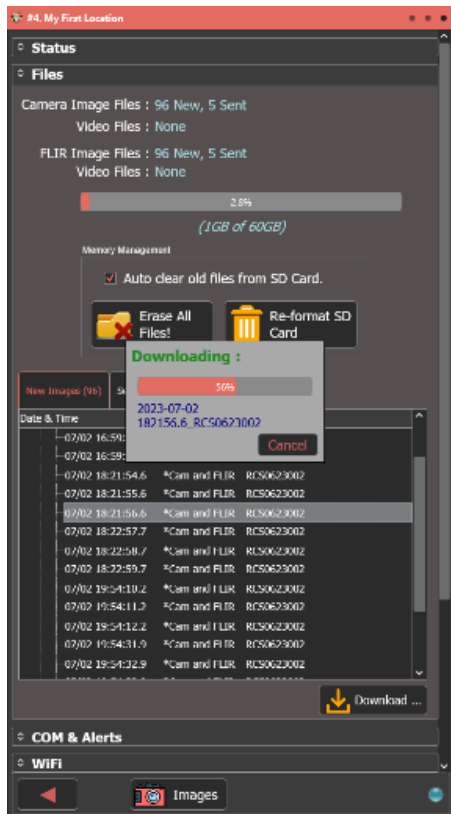 #4. My First Location
Status
Files
Camera Image Files : 96 New, 5 Sent
Video Files : None
FLIR Image Files : 96 New, 5 Sent
Video Files : None
2.8%
(1GB of 60GB)
Memory Management
Auto clear old files from SD Card.
Erase All
Files!
Re-format SD
Card
Downloading :
56%
2023-07-02
182156.6_RCS0623002
Cancel
New Images (96)
Date & Time
07/02 16:59:
07/02 16:59:
07/02 18:21:54.6 *Cam and FLIR RCS0623002
07/02 18:21:55.6 *Cam and FLIR RCS0623002
07/02 18:21:56.6 *Cam and FLIR RCS0623002
07/02 18:22:57.7 *Cam and FLIR RCS0623002
07/02 18:22:58.7 *Cam and FLIR RCS0623002
07/02 18:22:59.7 *Cam and FLIR RCS0623002
07/02 19:54:10.2 *Cam and FLIR RCS0623002
07/02 19:54:11.2 *Cam and FLIR RCS0623002
07/02 19:54:12.2 *Cam and FLIR RCS0623002
07/02 19:54:31.9 *Cam and FLIR RCS0623002
07/02 19:54:32.9 *Cam and FLIR RCS0623002
Download ...
COM & Alerts
WiFi
Images